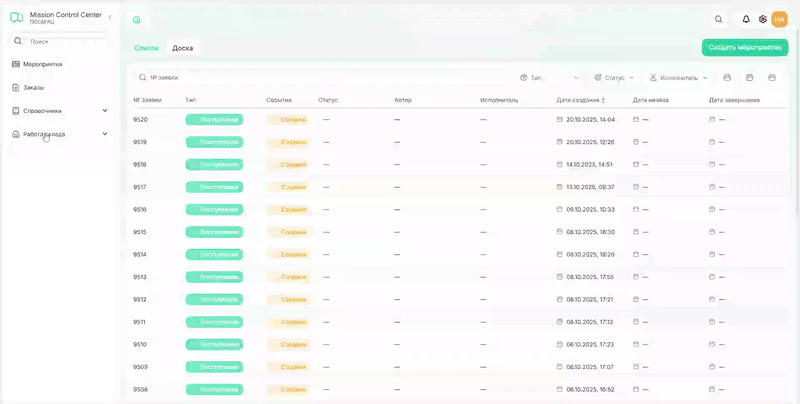 Mission Control Center
ПОСМ РЦ
НА
Поиск
Мероприятия
Заказы
Справочники
Работа склада
Список
Доска
Создать мероприятие
№ заявки
Тип
Статус
Исполнитель
№ Заявки Тип Событие Статус Автор Исполнитель Дата создания Дата начала Дата завершения
9520 Поступление Создана — — — 20.10.2025, 14:04 — —
9519 Поступление Создана — — — 20.10.2025, 12:26 — —
9518 Поступление Создана — — — 14.10.2025, 14:51 — —
9517 Поступление Создана — — — 13.10.2025, 09:37 — —
9516 Поступление Создана — — — 09.10.2025, 10:33 — —
9515 Поступление Создана — — — 08.10.2025, 18:30 — —
9514 Поступление Создана — — — 08.10.2025, 18:26 — —
9513 Поступление Создана — — — 08.10.2025, 17:55 — —
9512 Поступление Создана — — — 08.10.2025, 17:21 — —
9511 Поступление Создана — — — 08.10.2025, 17:13 — —
9510 Поступление Создана — — — 06.10.2025, 17:23 — —
9509 Поступление Создана — — — 06.10.2025, 17:07 — —
9508 Поступление Создана — — — 06.10.2025, 16:52 — —